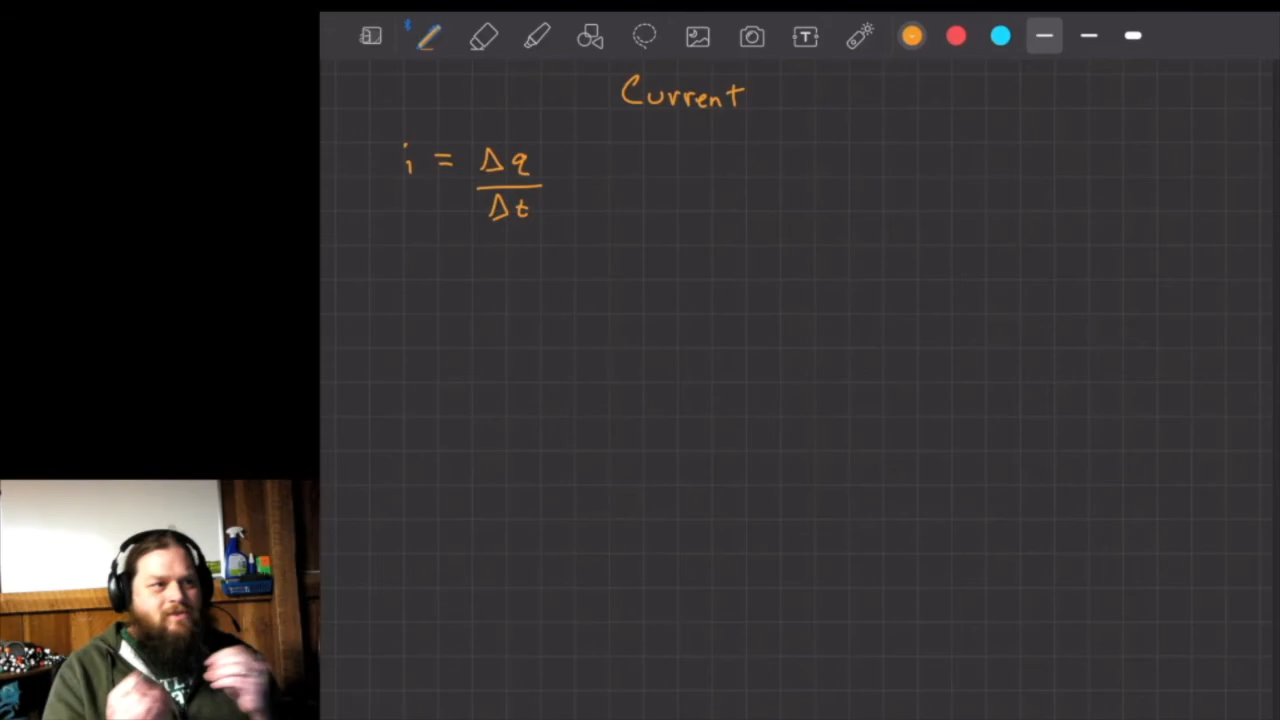 Current
i = Δq
Δt